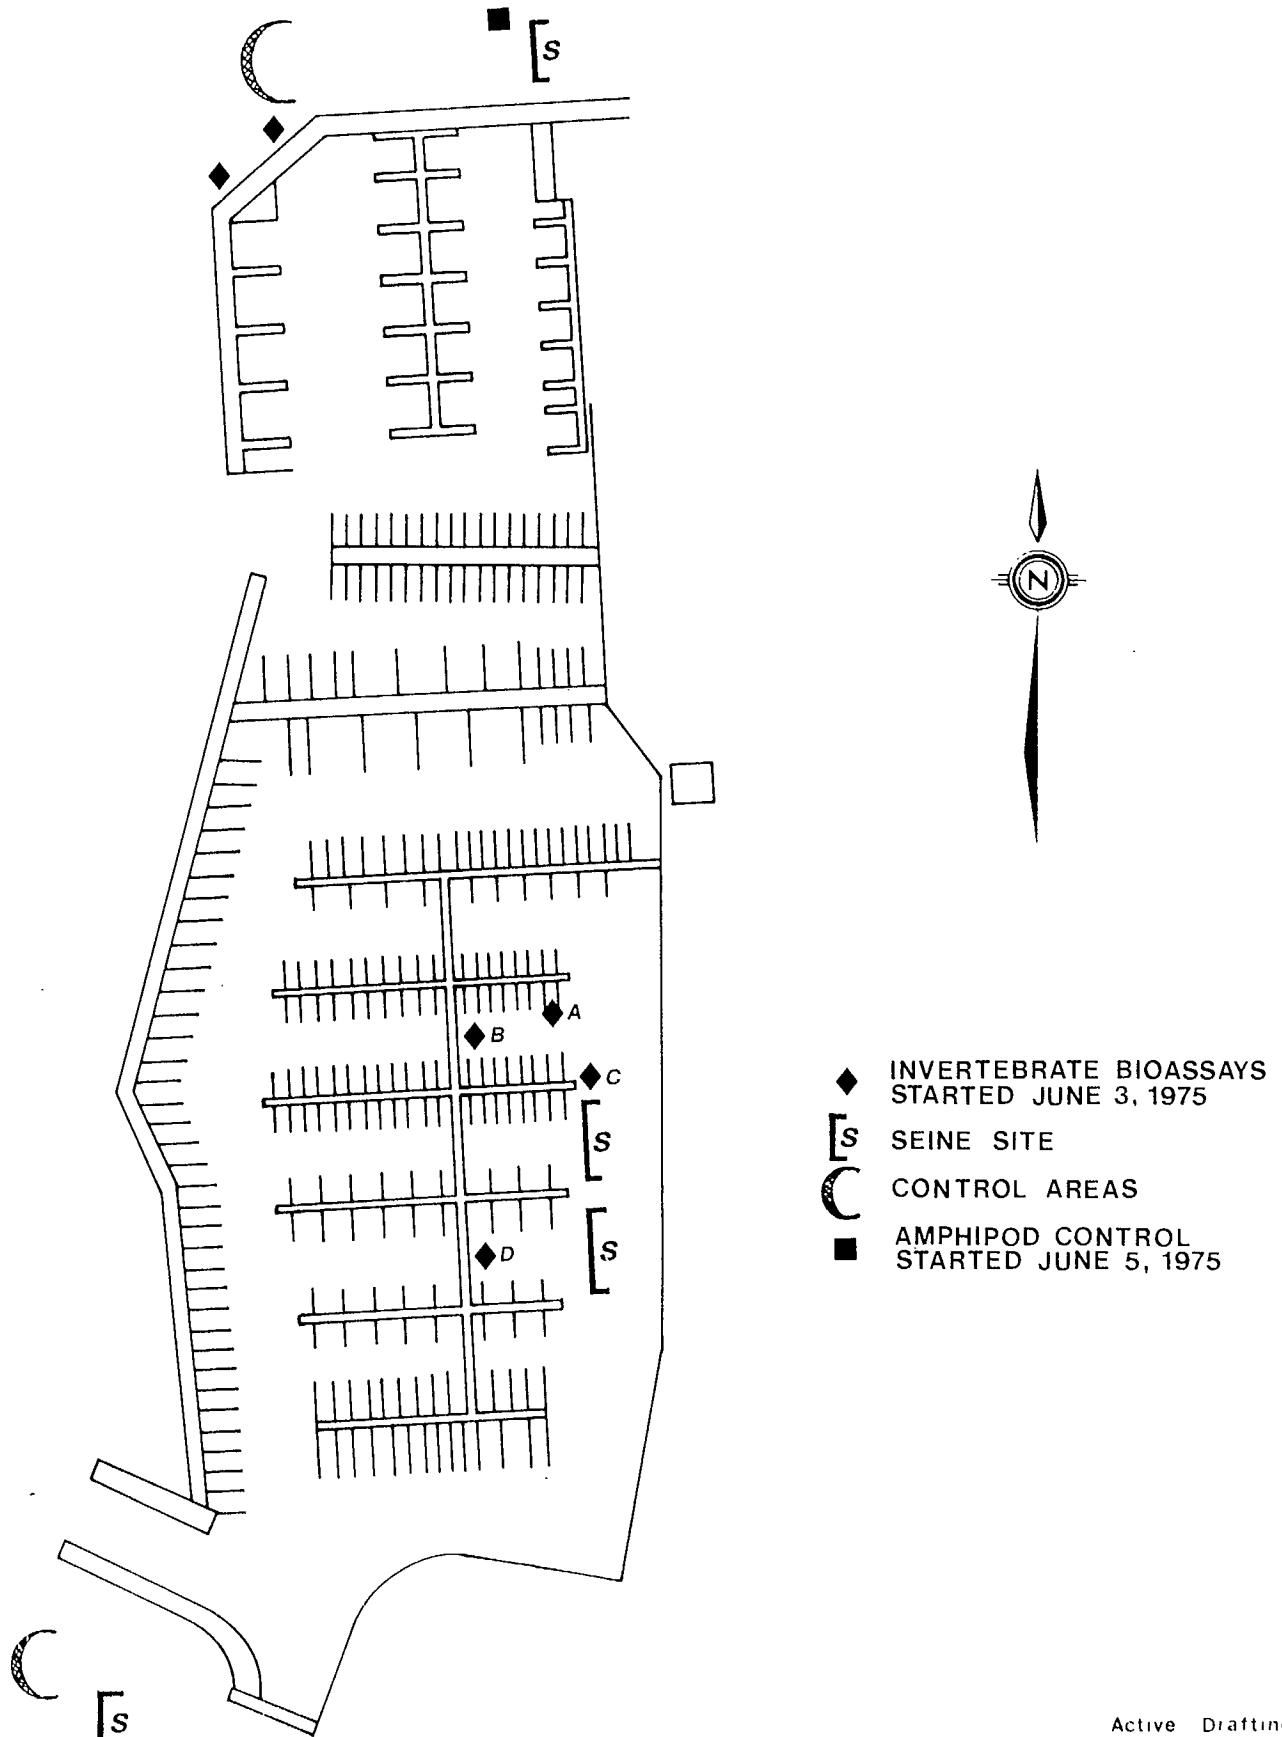 S
N
A
B
C
S
S
D
INVERTEBRATE BIOASSAYS
STARTED JUNE 3, 1975
S SEINE SITE
CONTROL AREAS
AMPHIPOD CONTROL
STARTED JUNE 5, 1975
S
Active